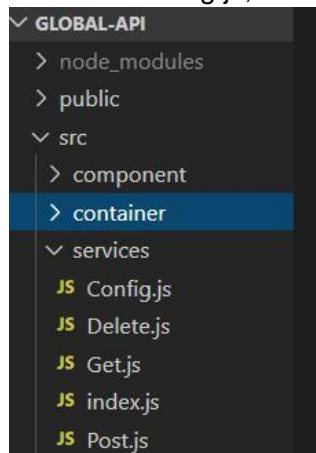 GLOBAL-API
node_modules
public
src
component
container
services
JS Config.js
JS Delete.js
JS Get.js
JS index.js
JS Post.js